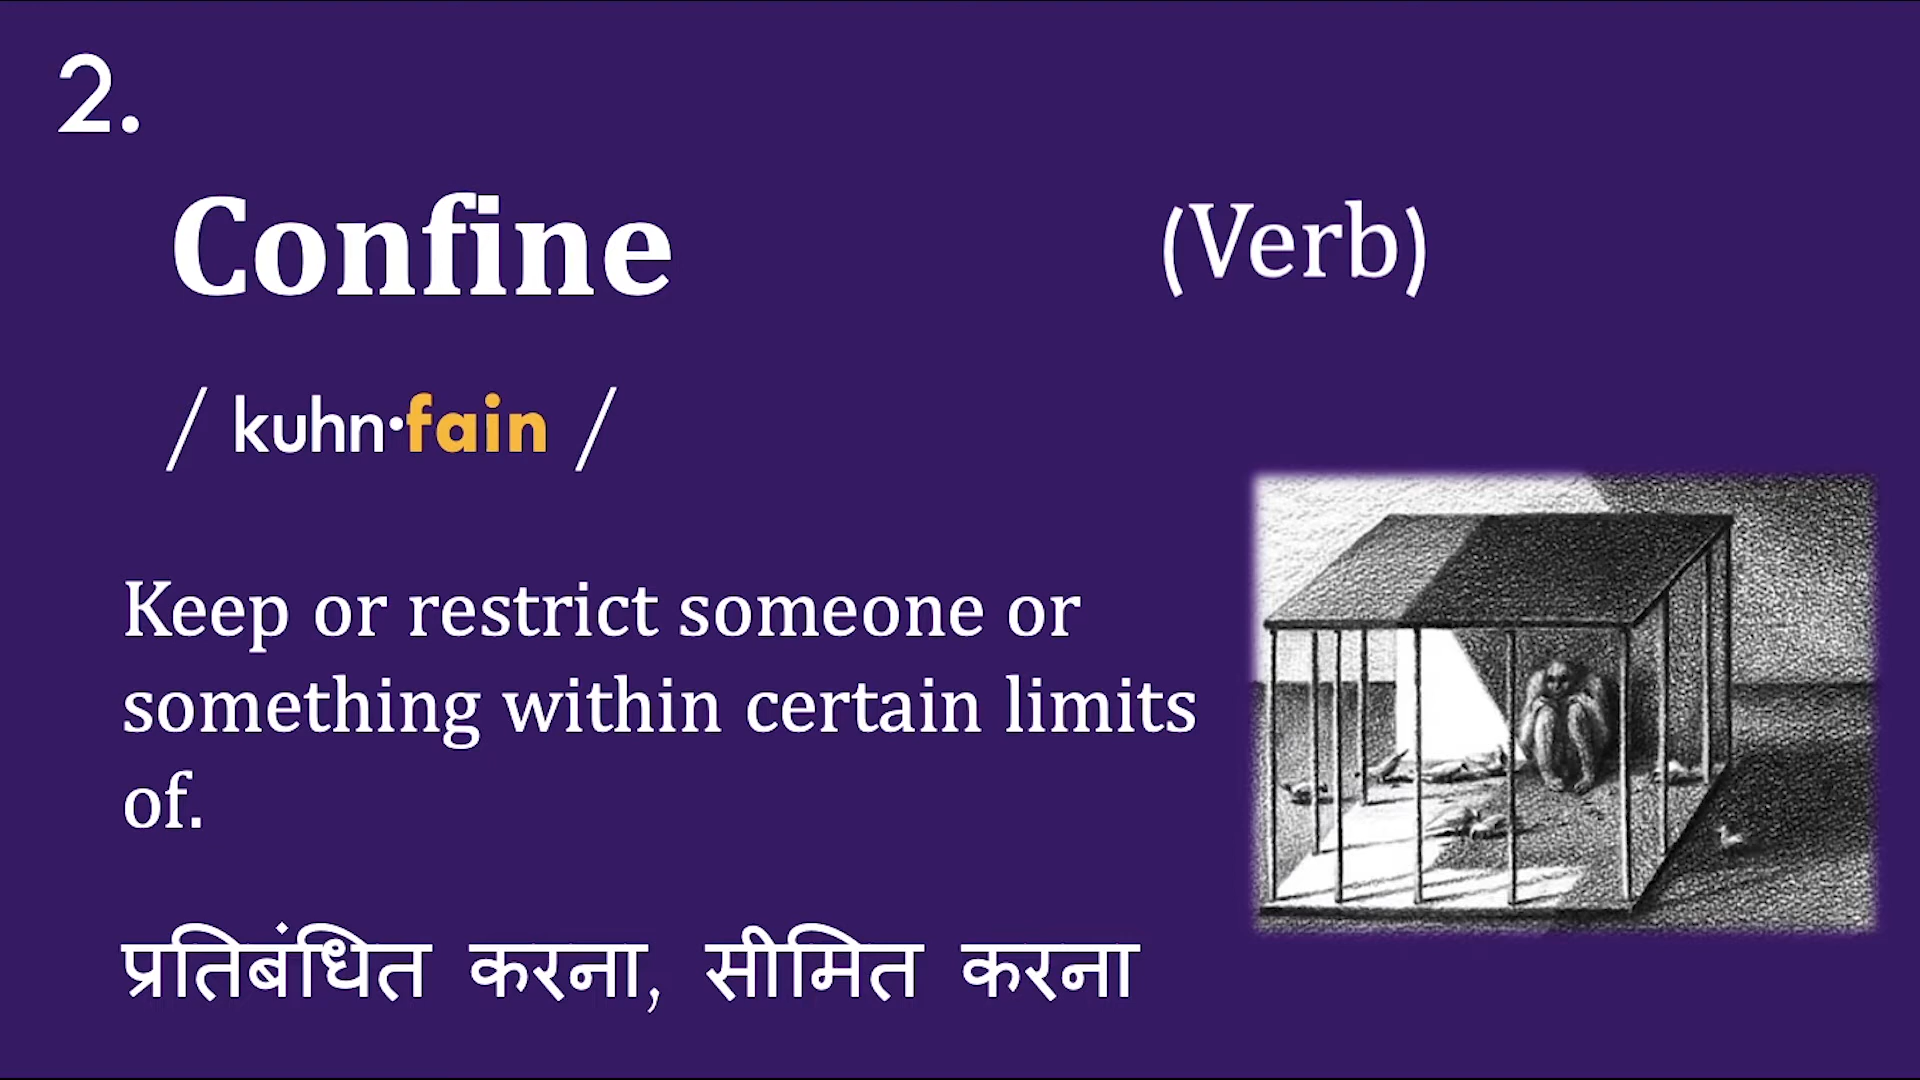 2.
Confine (Verb)
/ kuhn·fain /
Keep or restrict someone or
something within certain limits
of.
प्रतिबंधित करना, सीमित करना